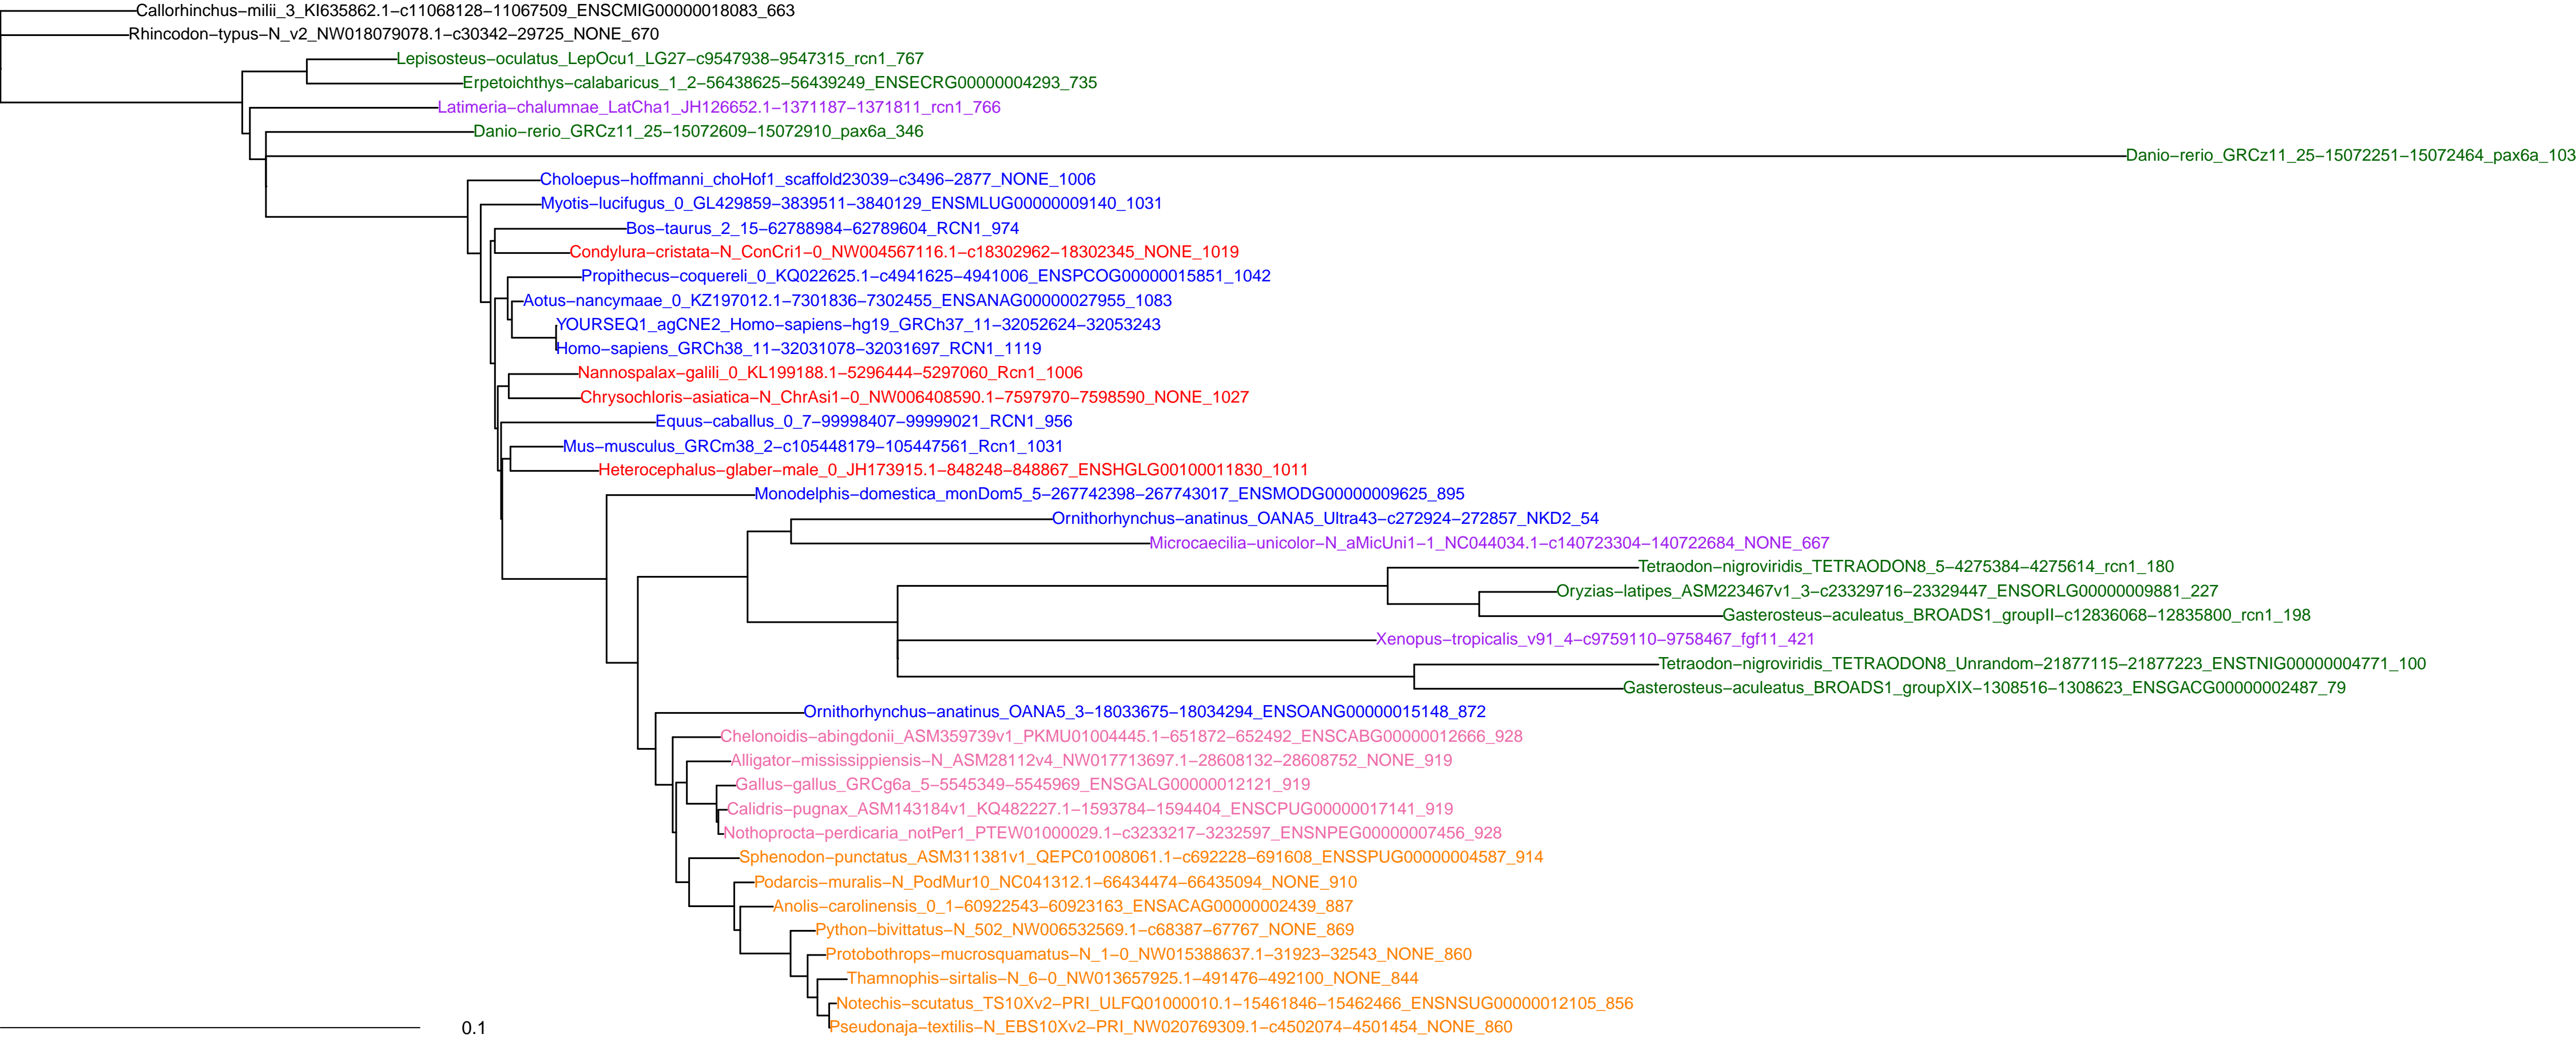 Callorhinchus−milii_3_KI635862.1−c11068128−11067509_ENSCMIG00000018083_663
Rhincodon−typus−N_v2_NW018079078.1−c30342−29725_NONE_670
Lepisosteus−oculatus_LepOcu1_LG27−c9547938−9547315_rcn1_767
Erpetoichthys−calabaricus_1_2−56438625−56439249_ENSECRG00000004293_735
Latimeria−chalumnae_LatCha1_JH126652.1−1371187−1371811_rcn1_766
Danio−rerio_GRCz11_25−15072609−15072910_pax6a_346
Danio−rerio_GRCz11_25−15072251−15072464_pax6a_103
Choloepus−hoffmanni_choHof1_scaffold23039−c3496−2877_NONE_1006
Myotis−lucifugus_0_GL429859−3839511−3840129_ENSMLUG00000009140_1031
Bos−taurus_2_15−62788984−62789604_RCN1_974
Condylura−cristata−N_ConCri1−0_NW004567116.1−c18302962−18302345_NONE_1019
Propithecus−coquereli_0_KQ022625.1−c4941625−4941006_ENSPCOG00000015851_1042
Aotus−nancymaae_0_KZ197012.1−7301836−7302455_ENSANAG00000027955_1083
YOURSEQ1_agCNE2_Homo−sapiens−hg19_GRCh37_11−32052624−32053243
Homo−sapiens_GRCh38_11−32031078−32031697_RCN1_1119
Nannospalax−galili_0_KL199188.1−5296444−5297060_Rcn1_1006
Chrysochloris−asiatica−N_ChrAsi1−0_NW006408590.1−7597970−7598590_NONE_1027
Equus−caballus_0_7−99998407−99999021_RCN1_956
Mus−musculus_GRCm38_2−c105448179−105447561_Rcn1_1031
Heterocephalus−glaber−male_0_JH173915.1−848248−848867_ENSHGLG00100011830_1011
Monodelphis−domestica_monDom5_5−267742398−267743017_ENSMODG00000009625_895
Ornithorhynchus−anatinus_OANA5_Ultra43−c272924−272857_NKD2_54
Microcaecilia−unicolor−N_aMicUni1−1_NC044034.1−c140723304−140722684_NONE_667
Tetraodon−nigroviridis_TETRAODON8_5−4275384−4275614_rcn1_180
Oryzias−latipes_ASM223467v1_3−c23329716−23329447_ENSORLG00000009881_227
Gasterosteus−aculeatus_BROADS1_groupII−c12836068−12835800_rcn1_198
Xenopus−tropicalis_v91_4−c9759110−9758467_fgf11_421
Tetraodon−nigroviridis_TETRAODON8_Unrandom−21877115−21877223_ENSTNIG00000004771_100
Gasterosteus−aculeatus_BROADS1_groupXIX−1308516−1308623_ENSGACG00000002487_79
Ornithorhynchus−anatinus_OANA5_3−18033675−18034294_ENSOANG00000015148_872
Chelonoidis−abingdonii_ASM359739v1_PKMU01004445.1−651872−652492_ENSCABG00000012666_928
Alligator−mississippiensis−N_ASM28112v4_NW017713697.1−28608132−28608752_NONE_919
Gallus−gallus_GRCg6a_5−5545349−5545969_ENSGALG00000012121_919
Calidris−pugnax_ASM143184v1_KQ482227.1−1593784−1594404_ENSCPUG00000017141_919
Nothoprocta−perdicaria_notPer1_PTEW01000029.1−c3233217−3232597_ENSNPEG00000007456_928
Sphenodon−punctatus_ASM311381v1_QEPC01008061.1−c692228−691608_ENSSPUG00000004587_914
Podarcis−muralis−N_PodMur10_NC041312.1−66434474−66435094_NONE_910
Anolis−carolinensis_0_1−60922543−60923163_ENSACAG00000002439_887
Python−bivittatus−N_502_NW006532569.1−c68387−67767_NONE_869
Protobothrops−mucrosquamatus−N_1−0_NW015388637.1−31923−32543_NONE_860
Thamnophis−sirtalis−N_6−0_NW013657925.1−491476−492100_NONE_844
Notechis−scutatus_TS10Xv2−PRI_ULFQ01000010.1−15461846−15462466_ENSNSUG00000012105_856
Pseudonaja−textilis−N_EBS10Xv2−PRI_NW020769309.1−c4502074−4501454_NONE_860
0.1